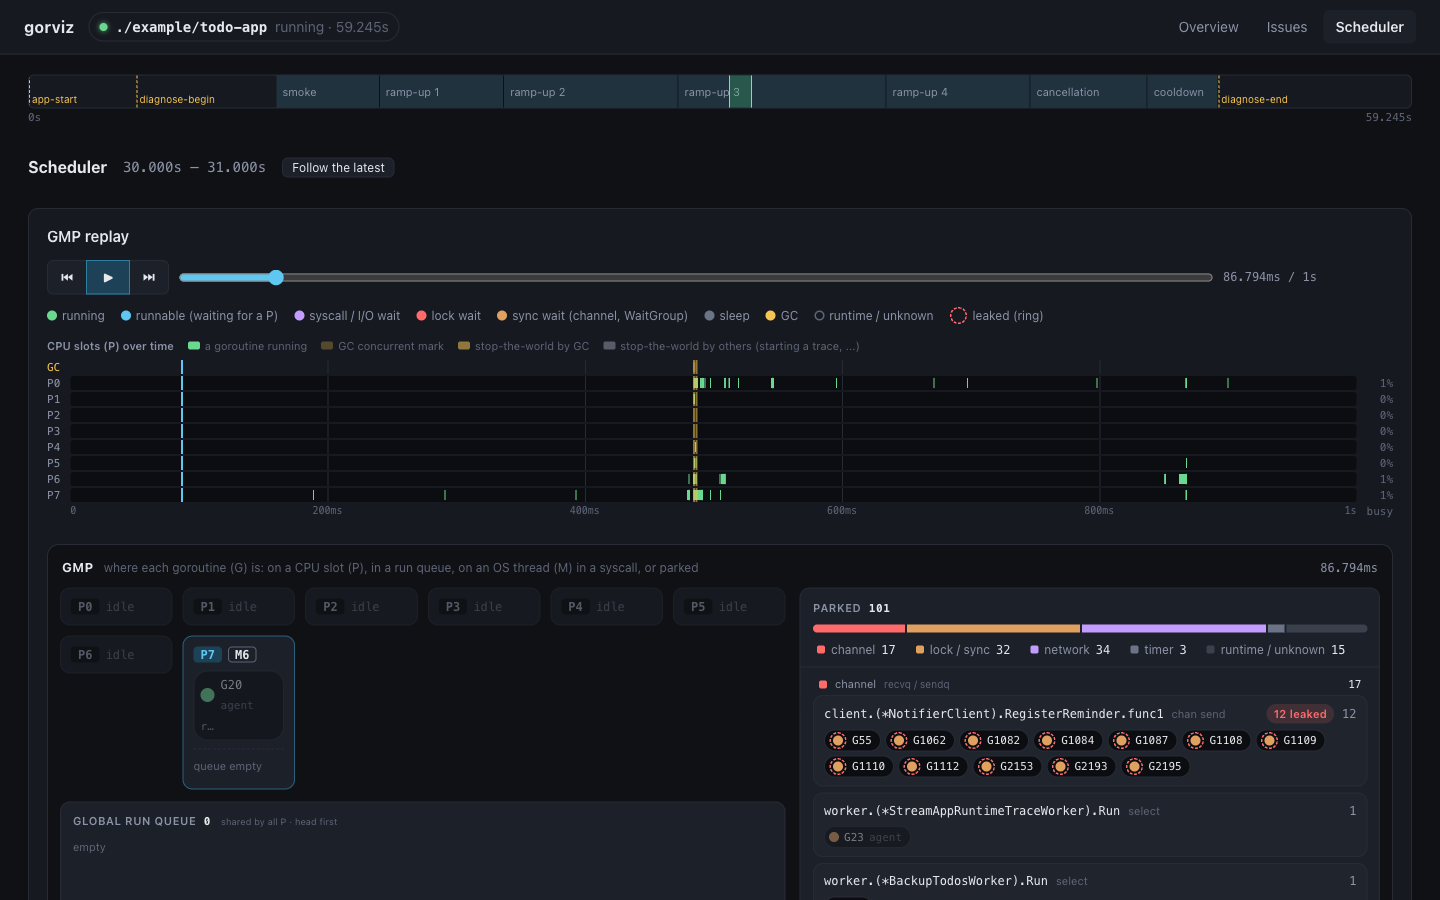 gorviz ./example/todo-app running · 59.245s Overview Issues Scheduler
smoke ramp-up 1 ramp-up 2 ramp-up 3 ramp-up 4 cancellation cooldown
app-start diagnose-begin diagnose-end
0s 59.245s
Scheduler 30.000s — 31.000s Follow the latest
GMP replay
86.794ms / 1s
running runnable (waiting for a P) syscall / I/O wait lock wait sync wait (channel, WaitGroup) sleep GC runtime / unknown leaked (ring)
CPU slots (P) over time a goroutine running GC concurrent mark stop-the-world by GC stop-the-world by others (starting a trace, …)
GC
P0 1%
P1 0%
P2 0%
P3 0%
P4 0%
P5 0%
P6 1%
P7 1%
0 200ms 400ms 600ms 800ms 1s busy
GMP where each goroutine (G) is: on a CPU slot (P), in a run queue, on an OS thread (M) in a syscall, or parked 86.794ms
P0 idle P1 idle P2 idle P3 idle P4 idle P5 idle
P6 idle
P7 M6
G20
agent
r…
queue empty
GLOBAL RUN QUEUE 0 shared by all P · head first
empty
PARKED 101
channel 17 lock / sync 32 network 34 timer 3 runtime / unknown 15
channel recvq / sendq 17
client.(*NotifierClient).RegisterReminder.func1 chan send 12 leaked 12
G55 G1062 G1082 G1084 G1087 G1108 G1109
G1110 G1112 G2153 G2193 G2195
worker.(*StreamAppRuntimeTraceWorker).Run select 1
G23 agent
worker.(*BackupTodosWorker).Run select 1